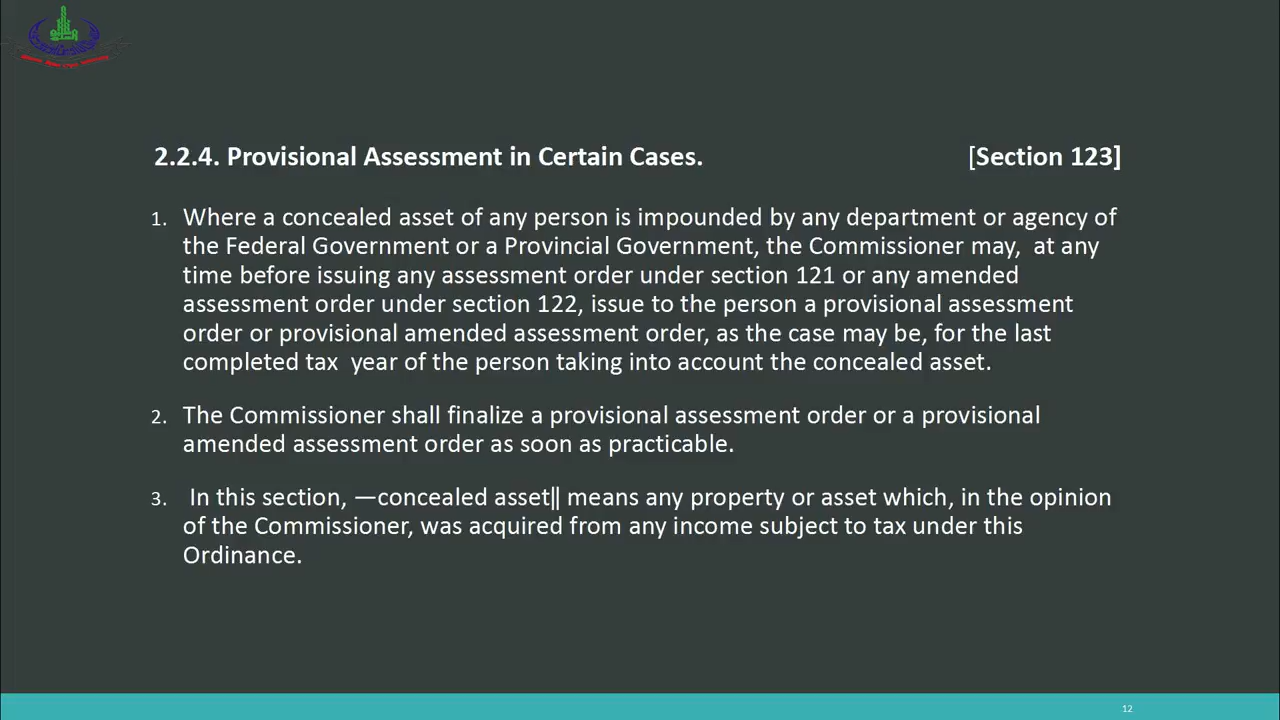 2.2.4. Provisional Assessment in Certain Cases. [Section 123]
1. Where a concealed asset of any person is impounded by any department or agency of
the Federal Government or a Provincial Government, the Commissioner may, at any
time before issuing any assessment order under section 121 or any amended
assessment order under section 122, issue to the person a provisional assessment
order or provisional amended assessment order, as the case may be, for the last
completed tax year of the person taking into account the concealed asset.
2. The Commissioner shall finalize a provisional assessment order or a provisional
amended assessment order as soon as practicable.
3. In this section, ―concealed asset‖ means any property or asset which, in the opinion
of the Commissioner, was acquired from any income subject to tax under this
Ordinance.
12